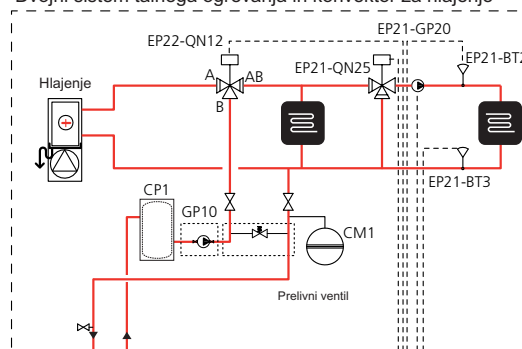 Dvojni sistem talnega ogrevanja in konvektor za hlajenje
EP21-GP20
EP22-QN12
EP21-QN25
EP21-BT2
A
AB
Hlajenje
B
EP21-BT3
CP1
GP10
CM1
Prelivni ventil